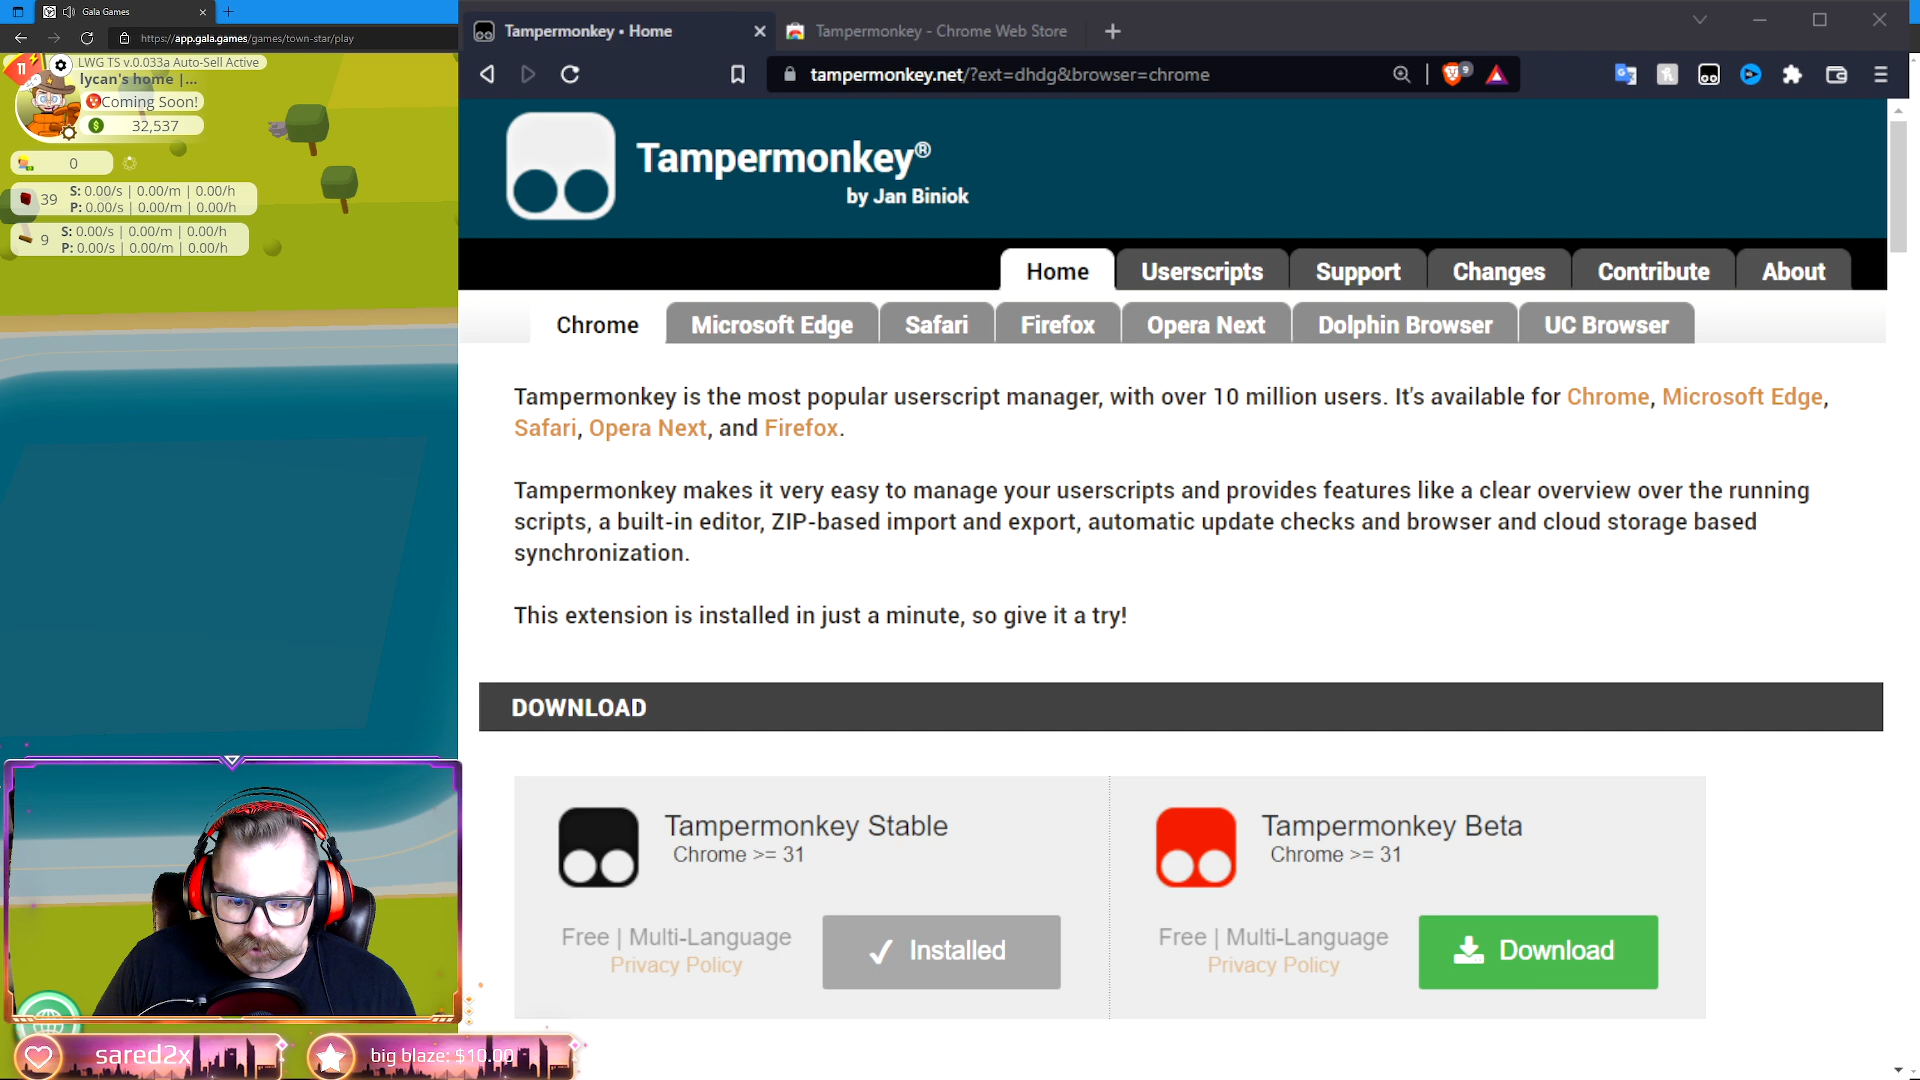 Gala Games
https://app.gala.games/games/town-star/play
LWG TS v.0.033a Auto-Sell Active
11
lycan's home |...
Coming Soon!
32,537
0
39
S: 0.00/s | 0.00/m | 0.00/h
P: 0.00/s | 0.00/m | 0.00/h
9
S: 0.00/s | 0.00/m | 0.00/h
P: 0.00/s | 0.00/m | 0.00/h
Tampermonkey • Home
Tampermonkey - Chrome Web Store
tampermonkey.net/?ext=dhdg&browser=chrome
9
Tampermonkey®
by Jan Biniok
Home
Userscripts
Support
Changes
Contribute
About
Chrome
Microsoft Edge
Safari
Firefox
Opera Next
Dolphin Browser
UC Browser
Tampermonkey is the most popular userscript manager, with over 10 million users. It's available for Chrome, Microsoft Edge,
Safari, Opera Next, and Firefox.
Tampermonkey makes it very easy to manage your userscripts and provides features like a clear overview over the running
scripts, a built-in editor, ZIP-based import and export, automatic update checks and browser and cloud storage based
synchronization.
This extension is installed in just a minute, so give it a try!
DOWNLOAD
Tampermonkey Stable
Chrome >= 31
Free | Multi-Language
Privacy Policy
Installed
Tampermonkey Beta
Chrome >= 31
Free | Multi-Language
Privacy Policy
Download
sared2x
big blaze: $10.00